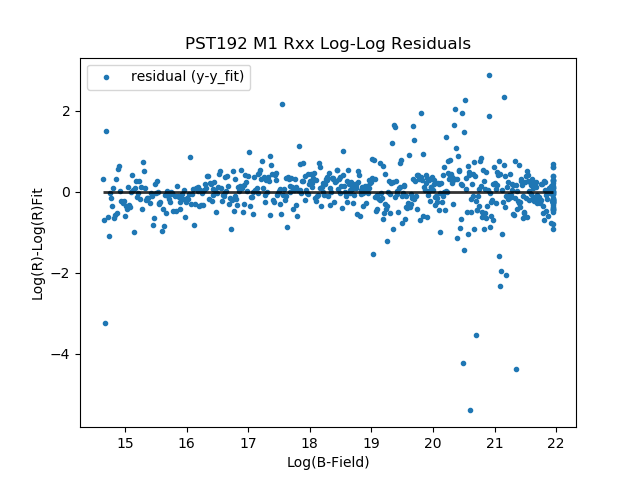 PST192 M1 Rxx Log-Log Residuals
residual (y-y_fit)
Log(R)-Log(R)Fit
2
0
−2
−4
15 16 17 18 19 20 21 22
Log(B-Field)